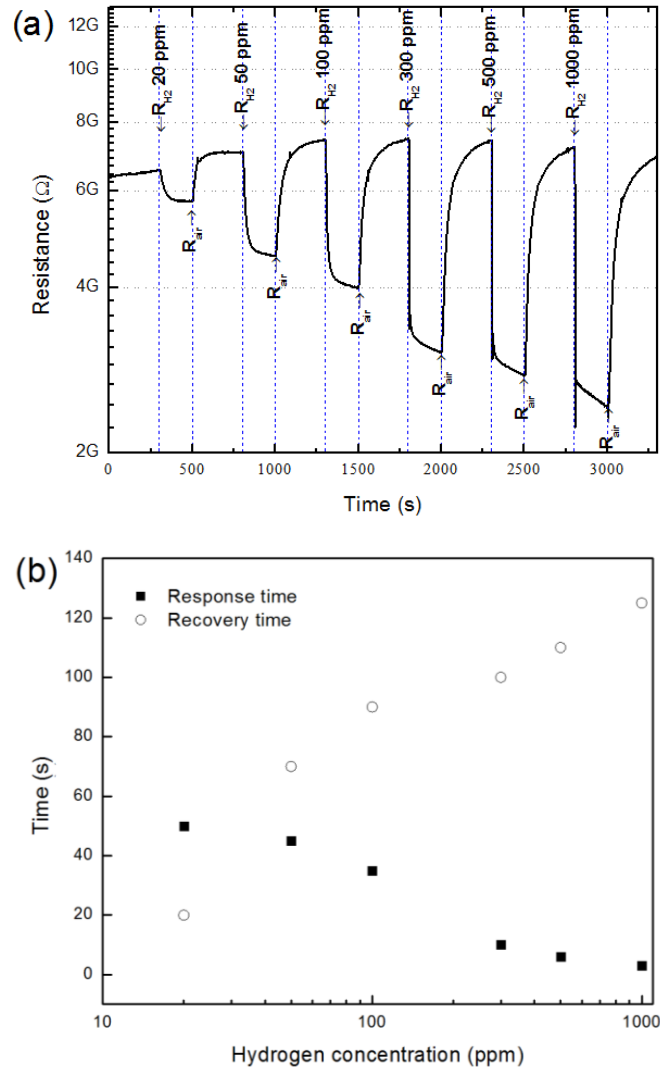 (a)
12G
10G
8G
6G
4G
2G
Resistance (Ω)
R_H2 20 ppm
R_H2 50 ppm
R_H2 100 ppm
R_H2 300 ppm
R_H2 500 ppm
R_H2 1000 ppm
R_air
R_air
R_air
R_air
R_air
R_air
0 500 1000 1500 2000 2500 3000
Time (s)
(b)
140
120
100
80
60
40
20
0
Time (s)
Response time
Recovery time
10 100 1000
Hydrogen concentration (ppm)